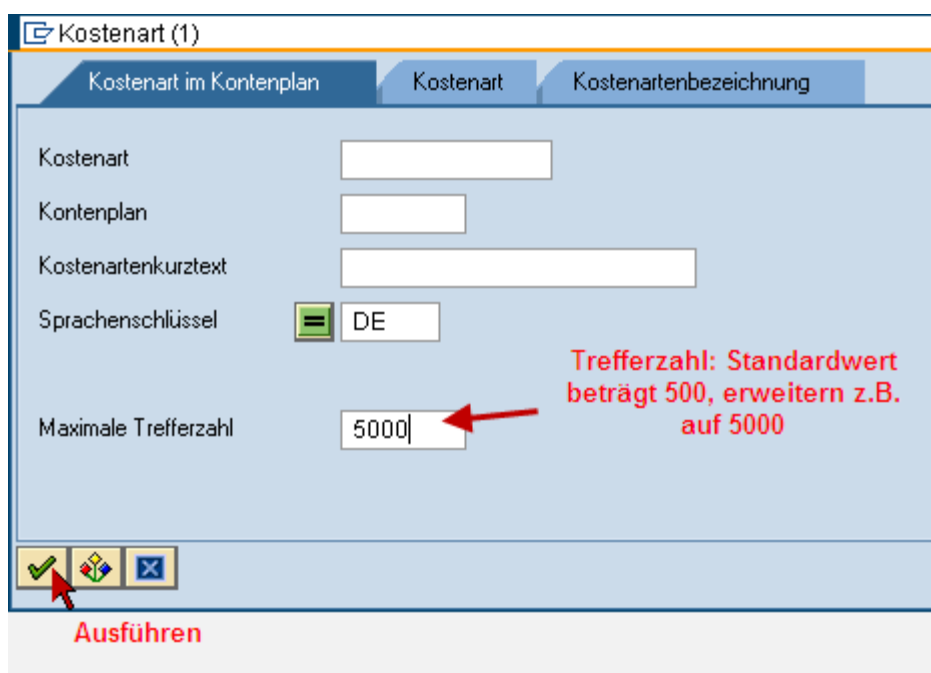 Kostenart (1)
Kostenart im Kontenplan Kostenart Kostenartenbezeichnung
Kostenart
Kontenplan
Kostenartenkurztext
Sprachenschlüssel = DE
Trefferzahl: Standardwert
beträgt 500, erweitern z.B.
auf 5000
Maximale Trefferzahl 5000
Ausführen